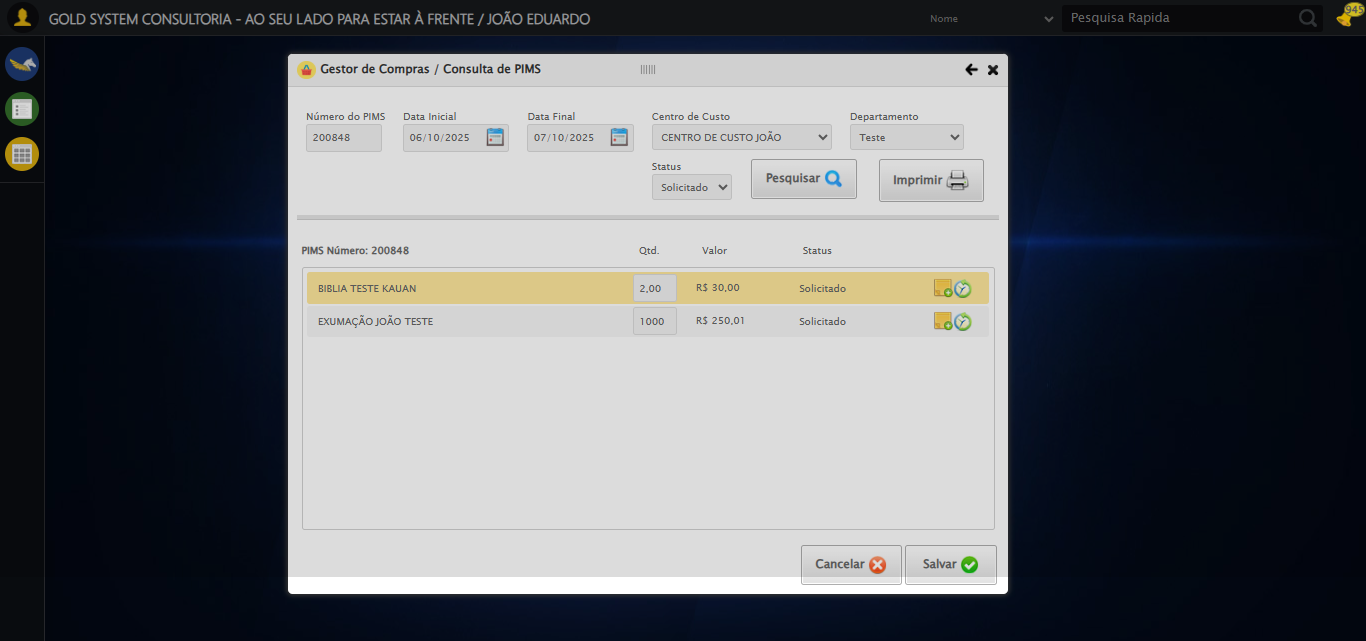 GOLD SYSTEM CONSULTORIA - AO SEU LADO PARA ESTAR À FRENTE / JOÃO EDUARDO
Nome
Pesquisa Rapida
945
Gestor de Compras / Consulta de PIMS
Número do PIMS Data Inicial Data Final Centro de Custo Departamento
200848 06/10/2025 07/10/2025 CENTRO DE CUSTO JOÃO Teste
Status
Solicitado Pesquisar Imprimir
PIMS Número: 200848 Qtd. Valor Status
BIBLIA TESTE KAUAN 2,00 R$ 30,00 Solicitado
EXUMAÇÃO JOÃO TESTE 1000 R$ 250,01 Solicitado
Cancelar Salvar